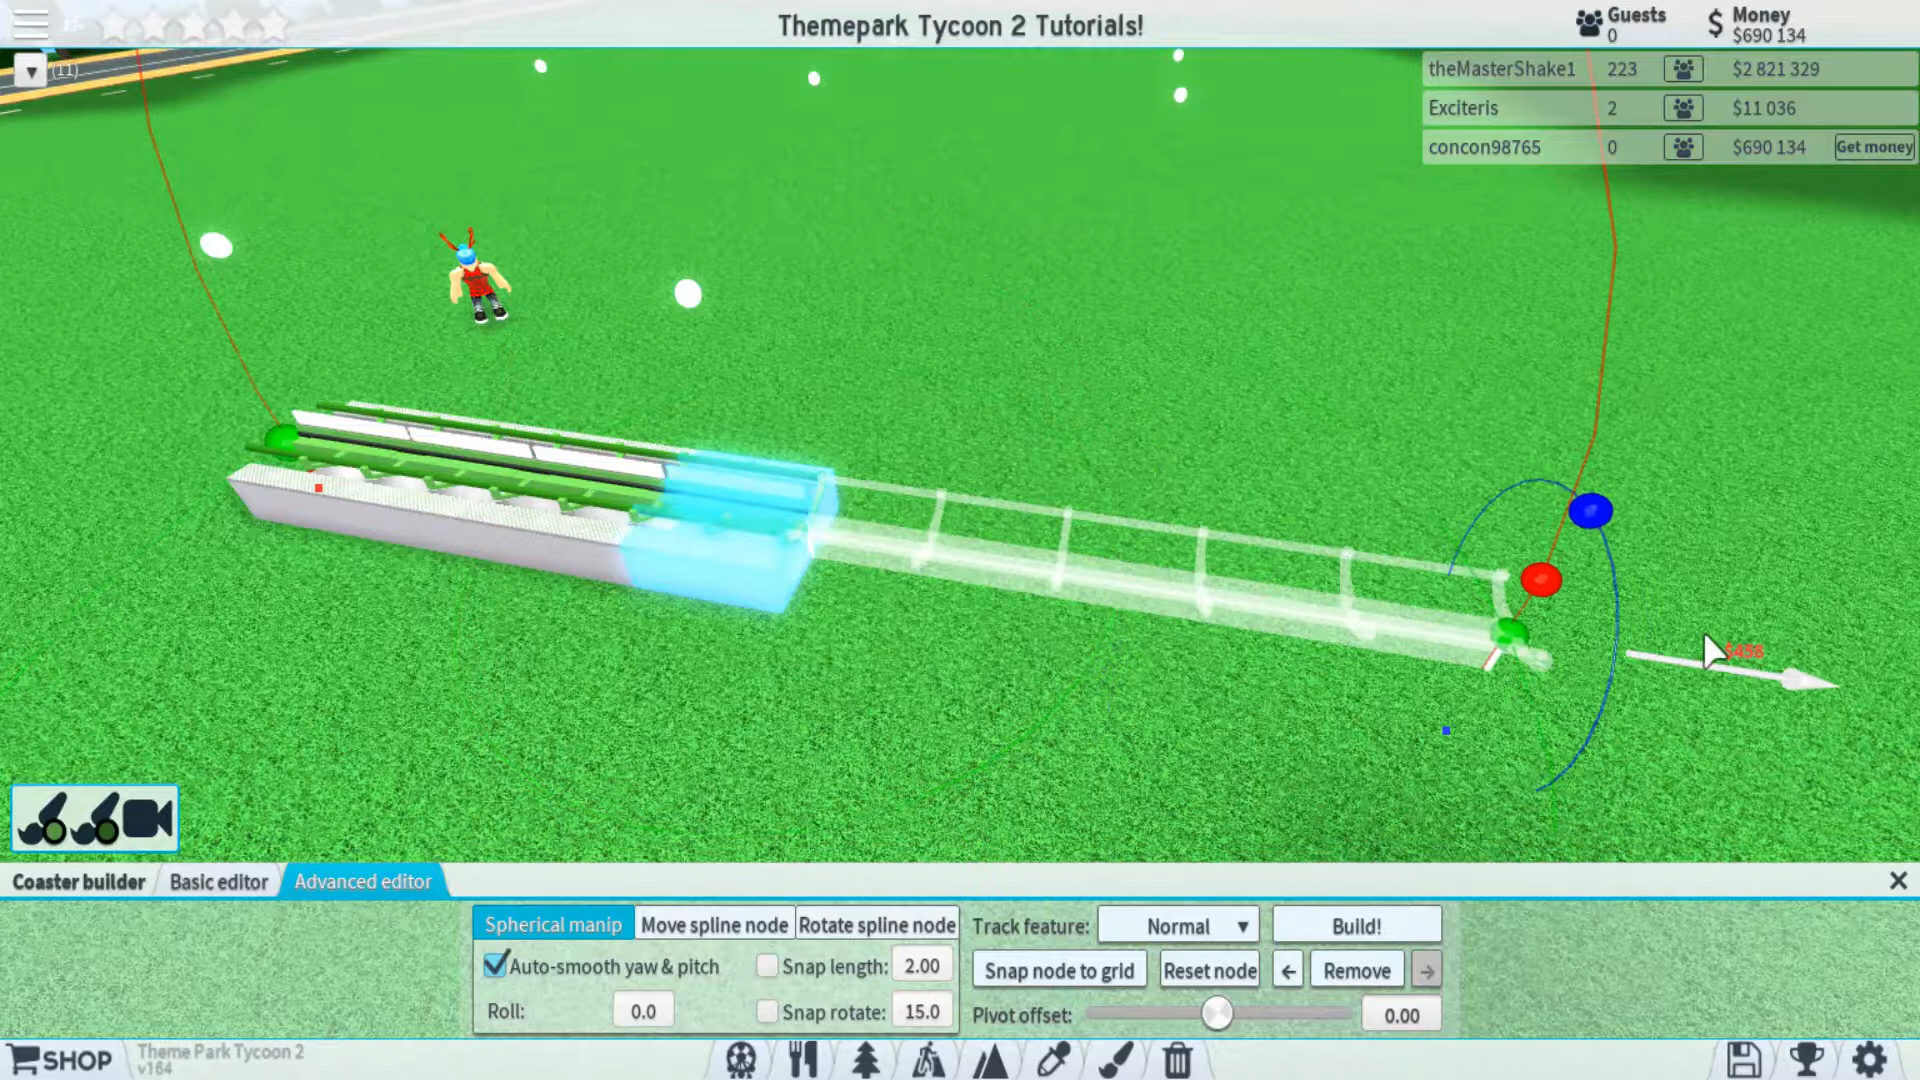 Themepark Tycoon 2 Tutorials!
Guests
0
$ Money
$690 134
(11)
theMasterShake1 223 $2 821 329
Exciteris 2 $11 036
concon98765 0 $690 134 Get money
$458
Coaster builder Basic editor Advanced editor
Spherical manip Move spline node Rotate spline node Track feature: Normal Build!
Auto-smooth yaw & pitch Snap length: 2.00 Snap node to grid Reset node Remove
Roll: 0.0 Snap rotate: 15.0 Pivot offset: 0.00
SHOP Theme Park Tycoon 2
v164